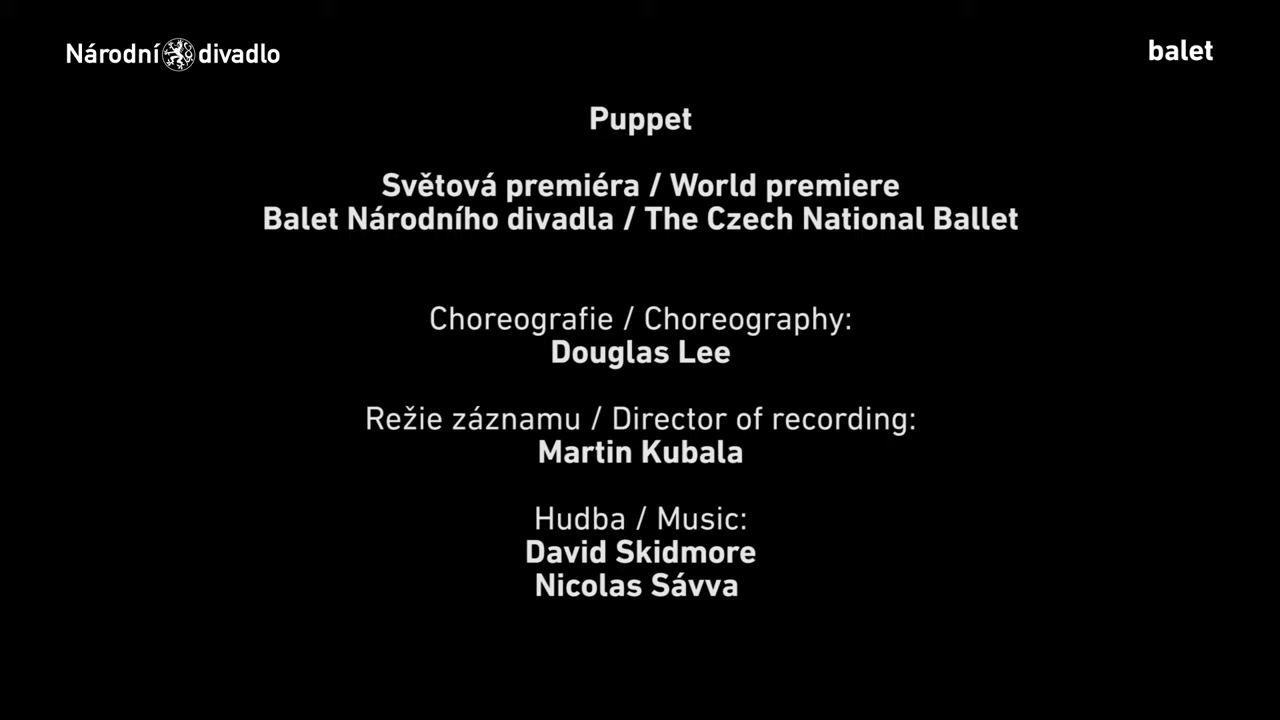 Národní divadlo
balet
Puppet
Světová premiéra / World premiere
Balet Národního divadla / The Czech National Ballet
Choreografie / Choreography:
Douglas Lee
Režie záznamu / Director of recording:
Martin Kubala
Hudba / Music:
David Skidmore
Nicolas Sávva